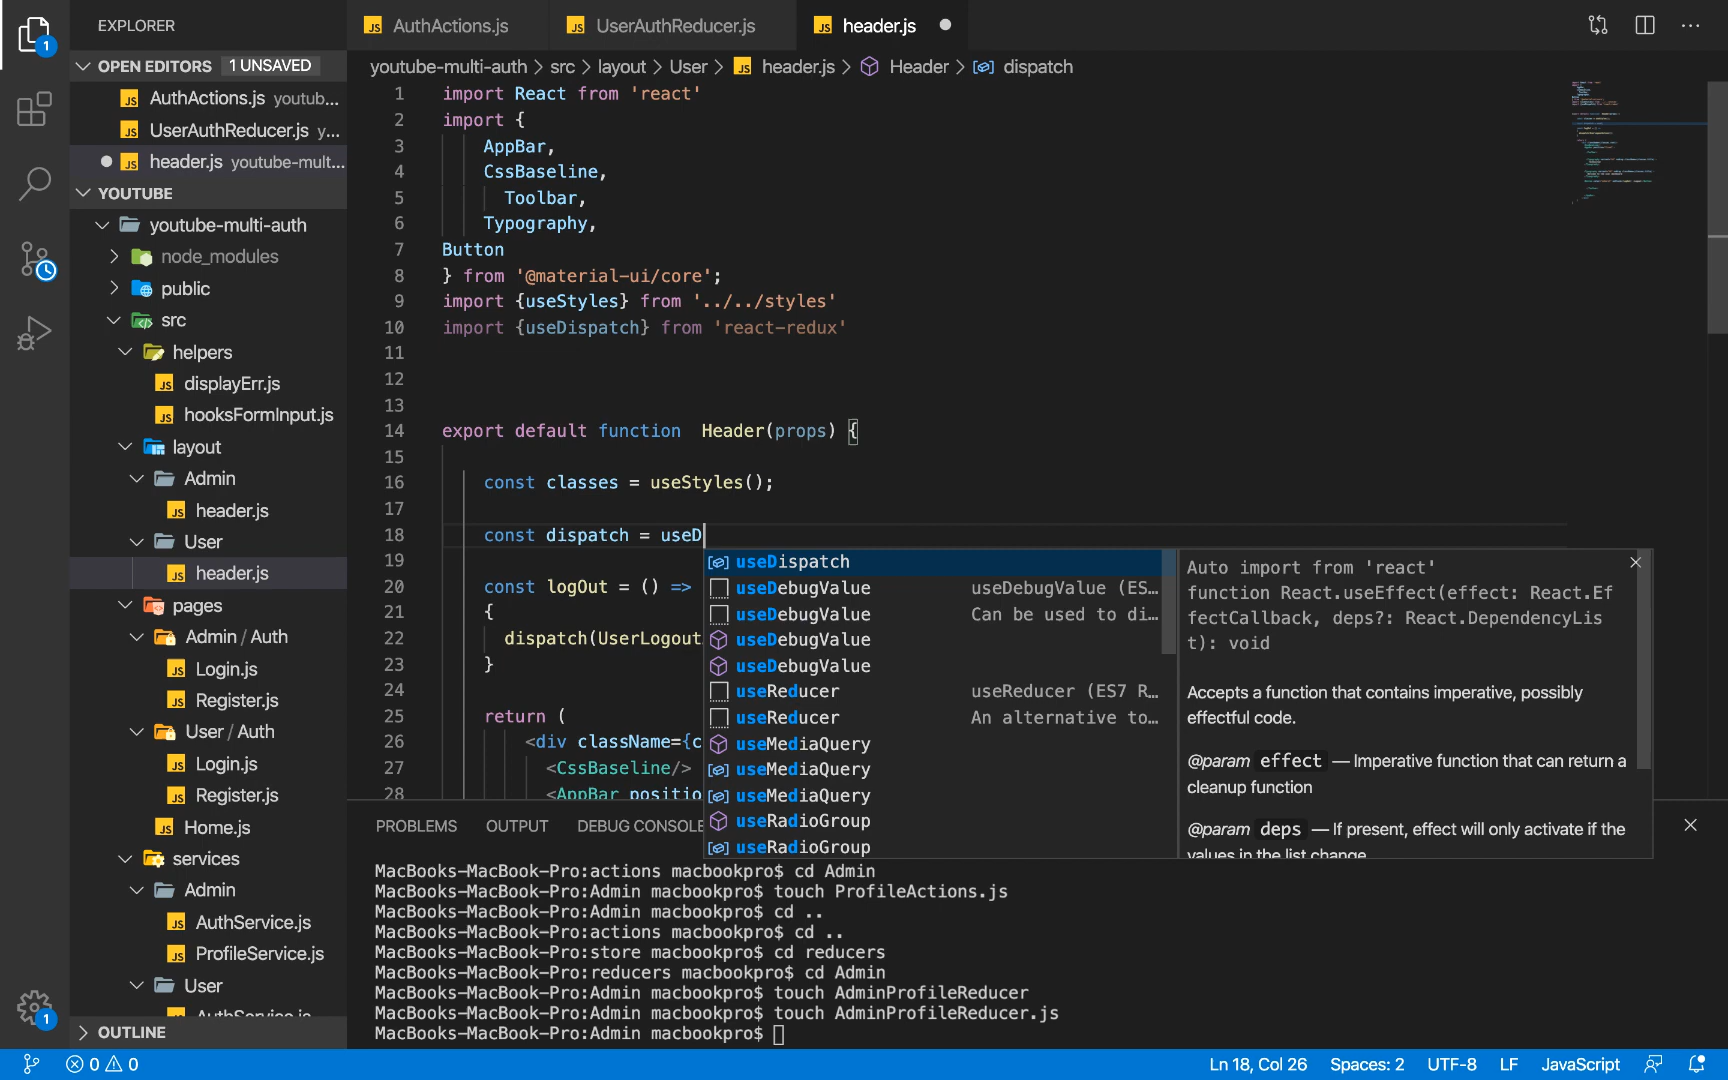 EXPLORER
OPEN EDITORS 1 UNSAVED
AuthActions.js youtub...
UserAuthReducer.js y...
header.js youtube-mult...
YOUTUBE
youtube-multi-auth
node_modules
public
src
helpers
displayErr.js
hooksFormInput.js
layout
Admin
header.js
User
header.js
pages
Admin / Auth
Login.js
Register.js
User / Auth
Login.js
Register.js
Home.js
services
Admin
AuthService.js
ProfileService.js
User
AuthService.js
OUTLINE
AuthActions.js
UserAuthReducer.js
header.js
youtube-multi-auth > src > layout > User > header.js > Header > dispatch
1 import React from 'react'
2 import {
3 AppBar,
4 CssBaseline,
5 Toolbar,
6 Typography,
7 Button
8 } from '@material-ui/core';
9 import {useStyles} from '../../styles'
10 import {useDispatch} from 'react-redux'
11
12
13
14 export default function Header(props) {
15
16 const classes = useStyles();
17
18 const dispatch = useD
19
20 const logOut = () =>
21 {
22 dispatch(UserLogout
23 }
24
25 return (
26 <div className={c
27 <CssBaseline/>
28 <AppBar positio
useDispatch
useDebugValue useDebugValue (ES...
useDebugValue Can be used to di...
useDebugValue
useDebugValue
useReducer useReducer (ES7 R...
useReducer An alternative to...
useMediaQuery
useMediaQuery
useMediaQuery
useRadioGroup
useRadioGroup
Auto import from 'react'
function React.useEffect(effect: React.Ef
fectCallback, deps?: React.DependencyLis
t): void
Accepts a function that contains imperative, possibly
effectful code.
@param effect — Imperative function that can return a
cleanup function
@param deps — If present, effect will only activate if the
values in the list change.
PROBLEMS OUTPUT DEBUG CONSOLE
MacBooks-MacBook-Pro:actions macbookpro$ cd Admin
MacBooks-MacBook-Pro:Admin macbookpro$ touch ProfileActions.js
MacBooks-MacBook-Pro:Admin macbookpro$ cd ..
MacBooks-MacBook-Pro:actions macbookpro$ cd ..
MacBooks-MacBook-Pro:store macbookpro$ cd reducers
MacBooks-MacBook-Pro:reducers macbookpro$ cd Admin
MacBooks-MacBook-Pro:Admin macbookpro$ touch AdminProfileReducer
MacBooks-MacBook-Pro:Admin macbookpro$ touch AdminProfileReducer.js
MacBooks-MacBook-Pro:Admin macbookpro$
1
1
0 0
Ln 18, Col 26 Spaces: 2 UTF-8 LF JavaScript